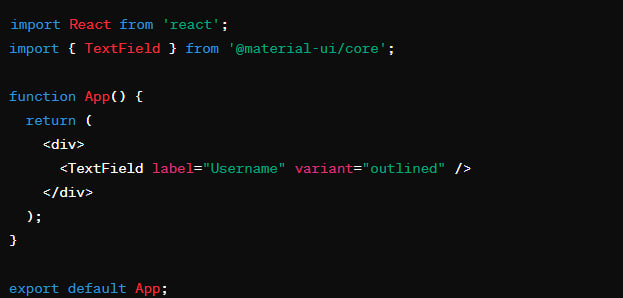 import React from 'react';
import { TextField } from '@material-ui/core';
function App() {
return (
<div>
<TextField label="Username" variant="outlined" />
</div>
);
}
export default App;